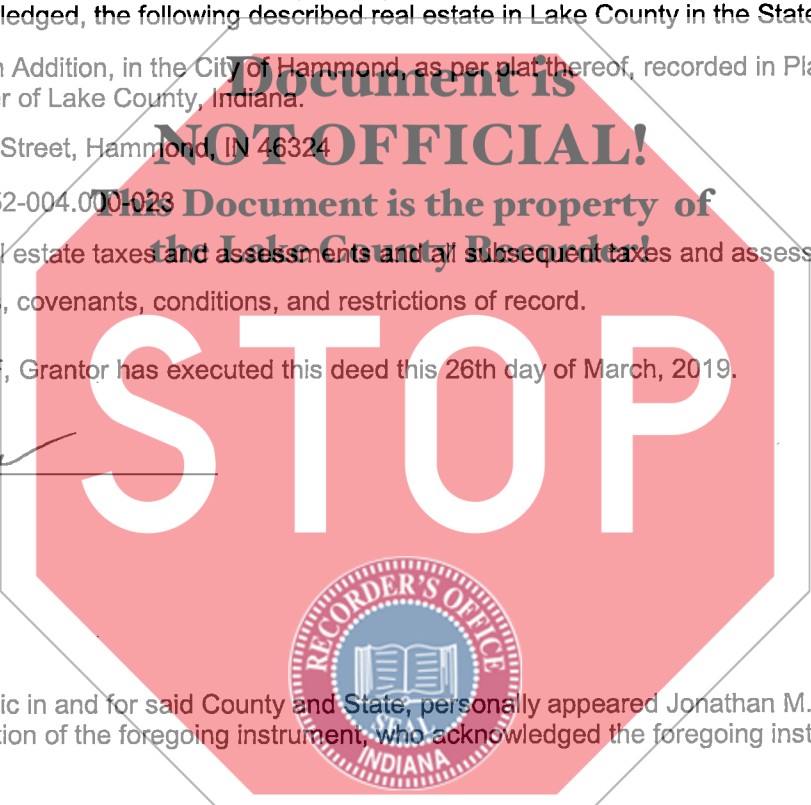 ledged, the following described real estate in Lake County in the State
Addition, in the City of Hammond, as per plat thereof, recorded in Pla
r of Lake County, Indiana.
Document is
NOT OFFICIAL!
Street, Hammond, IN 46324
This Document is the property of
52-004.000-023
the Lake County Recorder!
l estate taxes and assessments and all subsequent taxes and assess
, covenants, conditions, and restrictions of record.
STOP
, Grantor has executed this deed this 26th day of March, 2019.
RECORDER'S OFFICE
SEAL
INDIANA
ic in and for said County and State, personally appeared Jonathan M.
tion of the foregoing instrument, who acknowledged the foregoing inst